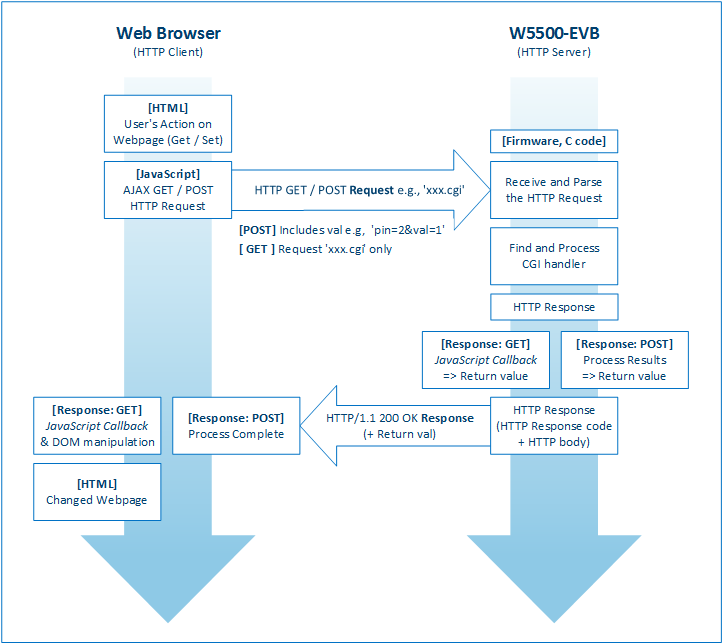 Web Browser
(HTTP Client)
W5500-EVB
(HTTP Server)
[HTML]
User's Action on
Webpage (Get / Set)
[JavaScript]
AJAX GET / POST
HTTP Request
HTTP GET / POST Request e.g., 'xxx.cgi'
[POST] Includes val e.g,  'pin=2&val=1'
[ GET ] Request 'xxx.cgi' only
[Firmware, C code]
Receive and Parse
the HTTP Request
Find and Process
CGI handler
HTTP Response
[Response: GET]
JavaScript Callback
=> Return value
[Response: POST]
Process Results
=> Return value
HTTP Response
(HTTP Response code
+ HTTP body)
HTTP/1.1 200 OK Response
(+ Return val)
[Response: POST]
Process Complete
[Response: GET]
JavaScript Callback
& DOM manipulation
[HTML]
Changed Webpage